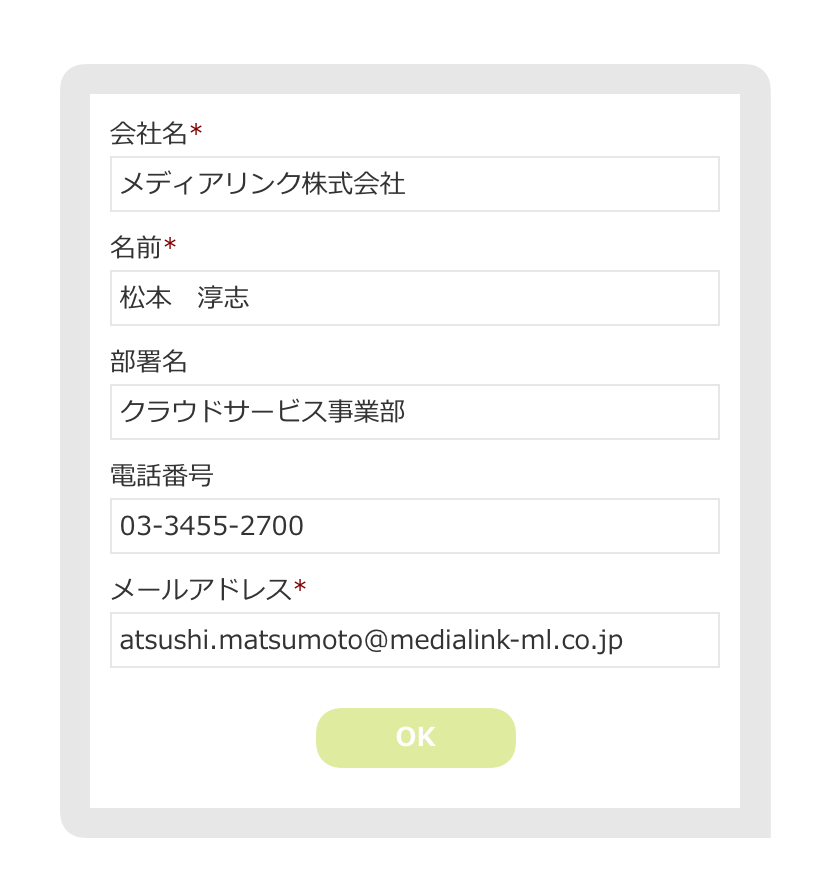 会社名*
メディアリンク株式会社
名前*
松本　淳志
部署名
クラウドサービス事業部
電話番号
03-3455-2700
メールアドレス*
atsushi.matsumoto@medialink-ml.co.jp
OK